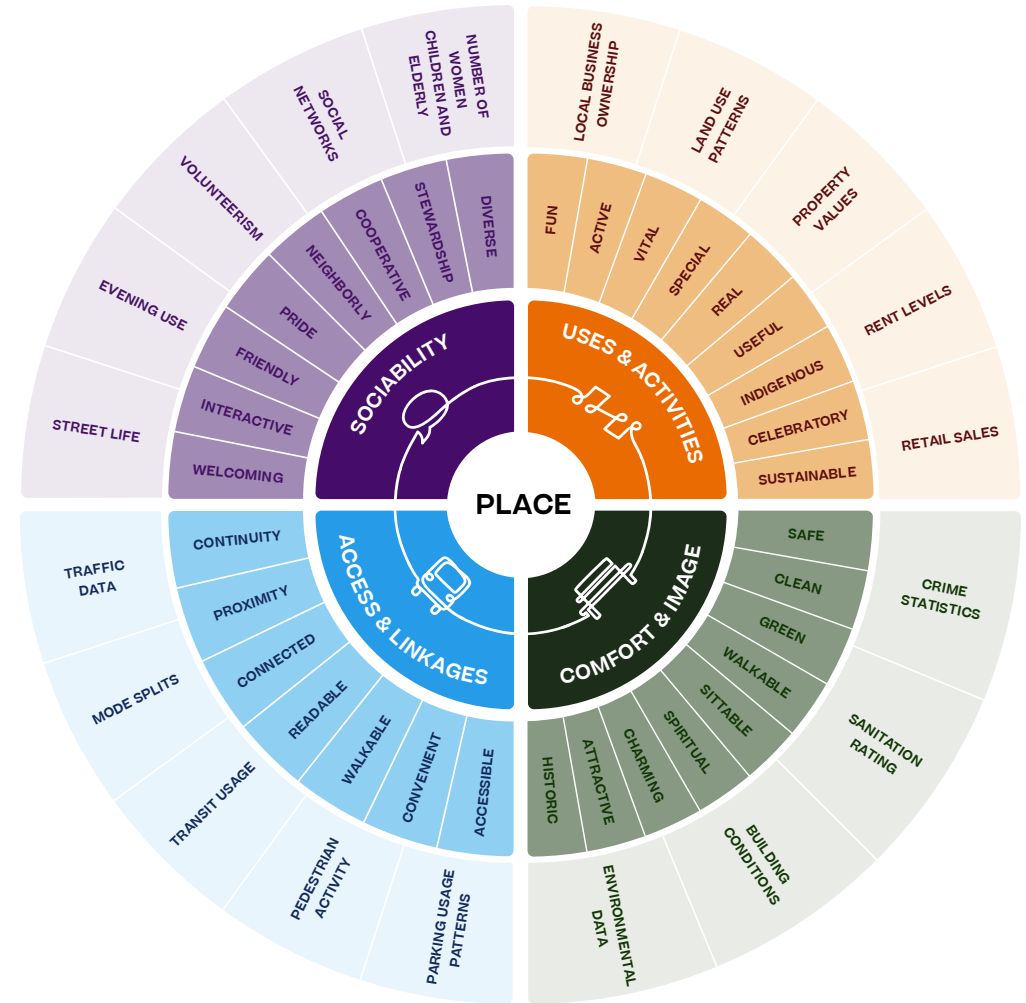 PLACE
SOCIABILITY
USES & ACTIVITIES
ACCESS & LINKAGES
COMFORT & IMAGE
WELCOMING
INTERACTIVE
FRIENDLY
PRIDE
NEIGHBORLY
COOPERATIVE
STEWARDSHIP
DIVERSE
STREET LIFE
EVENING USE
VOLUNTEERISM
SOCIAL
NETWORKS
NUMBER OF
WOMEN
CHILDREN AND
ELDERLY
FUN
ACTIVE
VITAL
SPECIAL
REAL
USEFUL
INDIGENOUS
CELEBRATORY
SUSTAINABLE
LOCAL BUSINESS
OWNERSHIP
LAND USE
PATTERNS
PROPERTY
VALUES
RENT LEVELS
RETAIL SALES
SAFE
CLEAN
GREEN
WALKABLE
SITTABLE
SPIRITUAL
CHARMING
ATTRACTIVE
HISTORIC
CRIME
STATISTICS
SANITATION
RATING
BUILDING
CONDITIONS
ENVIRONMENTAL
DATA
CONTINUITY
PROXIMITY
CONNECTED
READABLE
WALKABLE
CONVENIENT
ACCESSIBLE
TRAFFIC
DATA
MODE SPLITS
TRANSIT USAGE
PEDESTRIAN
ACTIVITY
PARKING USAGE
PATTERNS